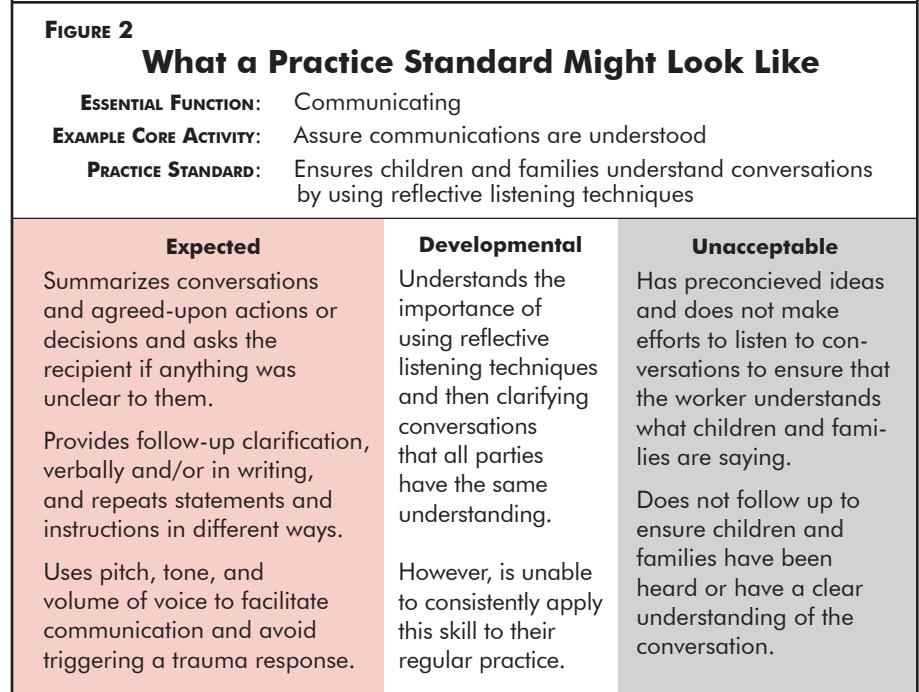 FIGURE 2
What a Practice Standard Might Look Like
ESSENTIAL FUNCTION: Communicating
EXAMPLE CORE ACTIVITY: Assure communications are understood
PRACTICE STANDARD: Ensures children and families understand conversations
by using reflective listening techniques
Expected
Summarizes conversations
and agreed-upon actions or
decisions and asks the
recipient if anything was
unclear to them.
Provides follow-up clarification,
verbally and/or in writing,
and repeats statements and
instructions in different ways.
Uses pitch, tone, and
volume of voice to facilitate
communication and avoid
triggering a trauma response.
Developmental
Understands the
importance of
using reflective
listening techniques
and then clarifying
conversations
that all parties
have the same
understanding.
However, is unable
to consistently apply
this skill to their
regular practice.
Unacceptable
Has preconcieved ideas
and does not make
efforts to listen to con-
versations to ensure that
the worker understands
what children and fami-
lies are saying.
Does not follow up to
ensure children and
families have been
heard or have a clear
understanding of the
conversation.